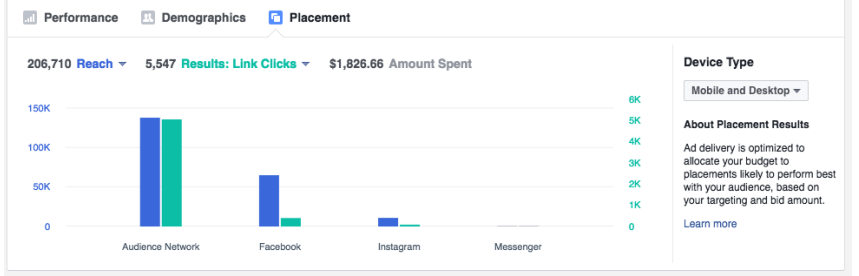 Performance Demographics Placement
206,710 Reach 5,547 Results: Link Clicks $1,826.66 Amount Spent
150K
100K
50K
0
6K
5K
4K
3K
2K
1K
0
Audience Network Facebook Instagram Messenger
Device Type
Mobile and Desktop
About Placement Results
Ad delivery is optimized to
allocate your budget to
placements likely to perform best
with your audience, based on
your targeting and bid amount.
Learn more